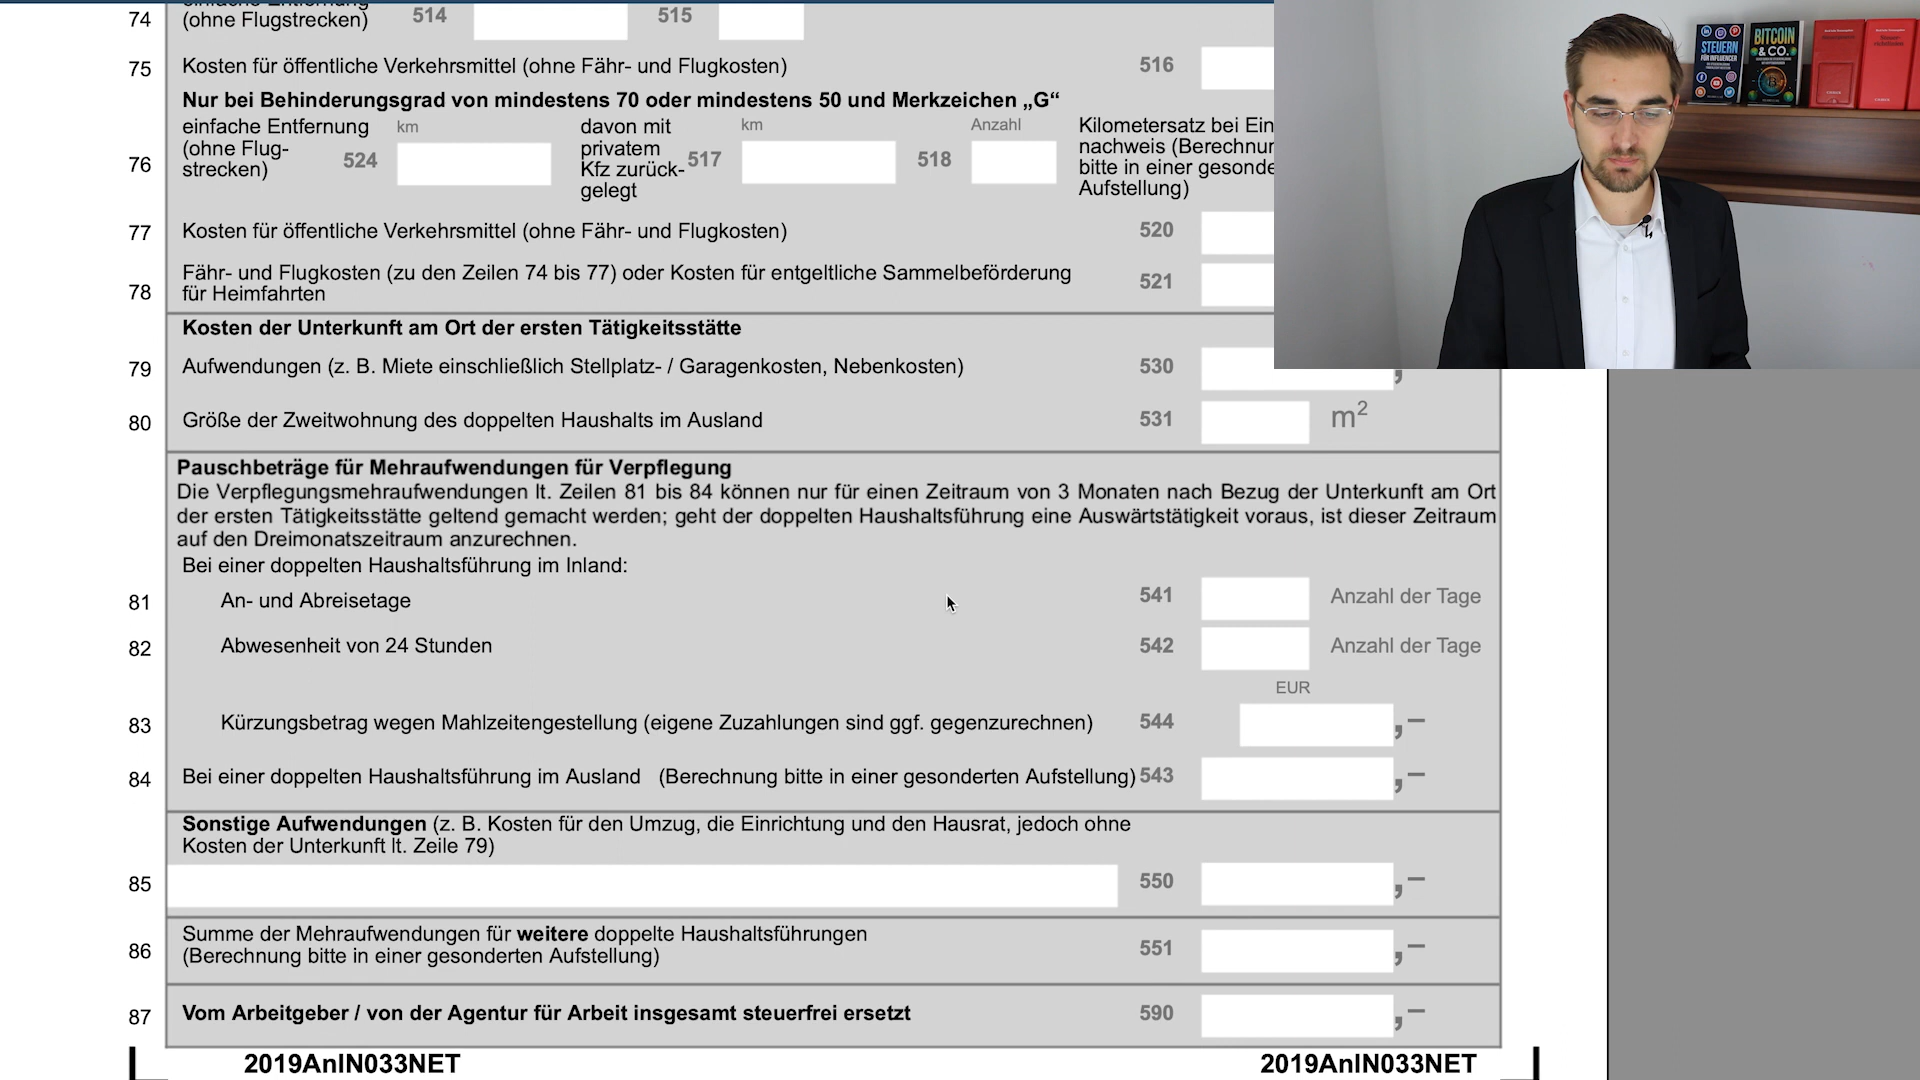 74 (ohne Flugstrecken) 514 515
75 Kosten für öffentliche Verkehrsmittel (ohne Fähr- und Flugkosten) 516
Nur bei Behinderungsgrad von mindestens 70 oder mindestens 50 und Merkzeichen „G“
einfache Entfernung km davon mit km Anzahl Kilometersatz bei Ein
(ohne Flug- privatem nachweis (Berechnur
76 strecken) 524 Kfz zurück- 517 518 bitte in einer gesonde
gelegt Aufstellung)
77 Kosten für öffentliche Verkehrsmittel (ohne Fähr- und Flugkosten) 520
Fähr- und Flugkosten (zu den Zeilen 74 bis 77) oder Kosten für entgeltliche Sammelbeförderung
78 für Heimfahrten 521
Kosten der Unterkunft am Ort der ersten Tätigkeitsstätte
79 Aufwendungen (z. B. Miete einschließlich Stellplatz- / Garagenkosten, Nebenkosten) 530 ,
80 Größe der Zweitwohnung des doppelten Haushalts im Ausland 531 m²
Pauschbeträge für Mehraufwendungen für Verpflegung
Die Verpflegungsmehraufwendungen lt. Zeilen 81 bis 84 können nur für einen Zeitraum von 3 Monaten nach Bezug der Unterkunft am Ort
der ersten Tätigkeitsstätte geltend gemacht werden; geht der doppelten Haushaltsführung eine Auswärtstätigkeit voraus, ist dieser Zeitraum
auf den Dreimonatszeitraum anzurechnen.
Bei einer doppelten Haushaltsführung im Inland:
81 An- und Abreisetage 541 Anzahl der Tage
82 Abwesenheit von 24 Stunden 542 Anzahl der Tage
EUR
83 Kürzungsbetrag wegen Mahlzeitengestellung (eigene Zuzahlungen sind ggf. gegenzurechnen) 544 ,–
84 Bei einer doppelten Haushaltsführung im Ausland (Berechnung bitte in einer gesonderten Aufstellung) 543 ,–
Sonstige Aufwendungen (z. B. Kosten für den Umzug, die Einrichtung und den Hausrat, jedoch ohne
Kosten der Unterkunft lt. Zeile 79)
85 550 ,–
Summe der Mehraufwendungen für weitere doppelte Haushaltsführungen
86 (Berechnung bitte in einer gesonderten Aufstellung) 551 ,–
87 Vom Arbeitgeber / von der Agentur für Arbeit insgesamt steuerfrei ersetzt 590 ,–
2019AnlN033NET 2019AnlN033NET
STEUERN
FÜR INFLUENCER
BITCOIN
& CO.